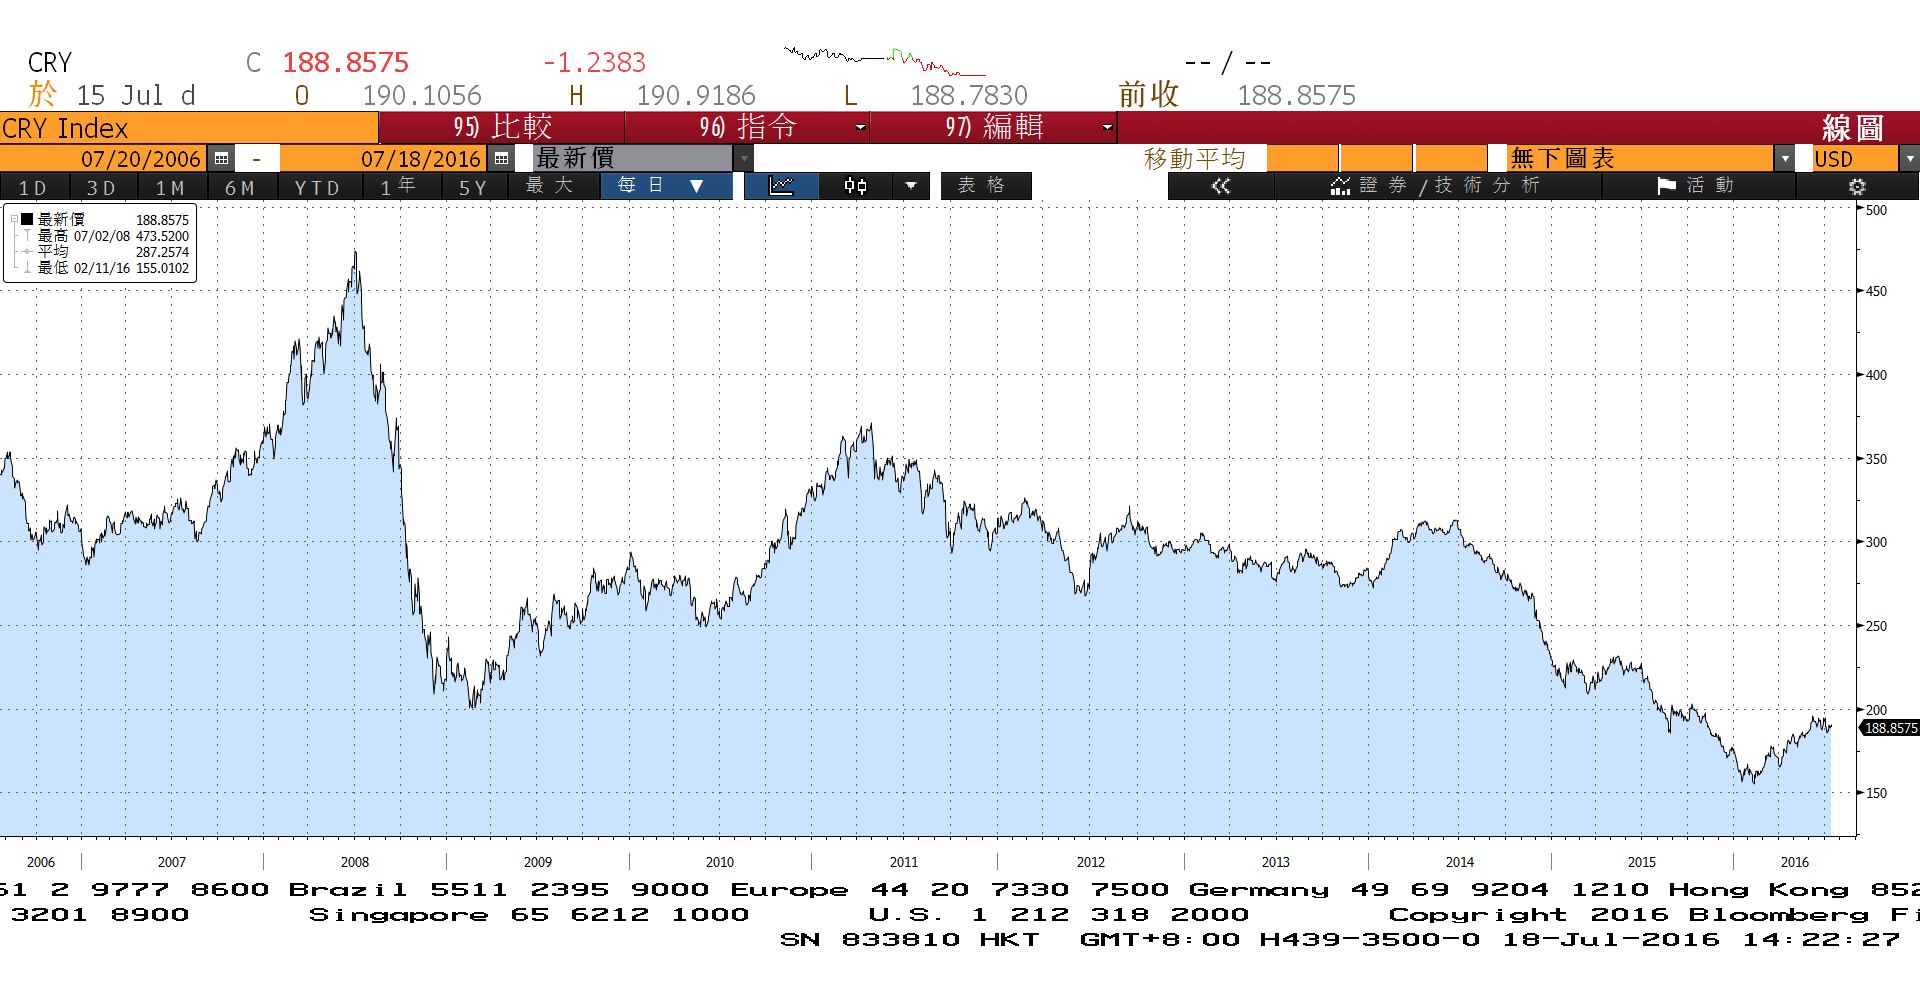 CRY C 188.8575 -1.2383 -- / --
於 15 Jul d O 190.1056 H 190.9186 L 188.7830 前收 188.8575
CRY Index 95) 比較 96) 指令 97) 編輯 線圖
07/20/2006 - 07/18/2016 最新價 移動平均 無下圖表 USD
1D 3D 1M 6M YTD 1年 5Y 最大 每日 ▼ 表格 « 證券/技術分析 活動
最新價 188.8575
最高 07/02/08 473.5200
平均 287.2574
最低 02/11/16 155.0102
500
450
400
350
300
250
200
188.8575
150
2006 2007 2008 2009 2010 2011 2012 2013 2014 2015 2016
61 2 9777 8600 Brazil 5511 2395 9000 Europe 44 20 7330 7500 Germany 49 69 9204 1210 Hong Kong 852
3201 8900 Singapore 65 6212 1000 U.S. 1 212 318 2000 Copyright 2016 Bloomberg Fi
SN 833810 HKT GMT+8:00 H439-3500-0 18-Jul-2016 14:22:27